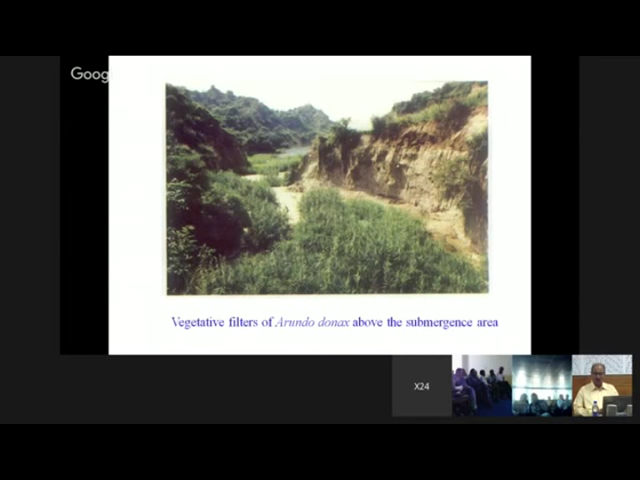 Goog
Vegetative filters of Arundo donax above the submergence area
X24